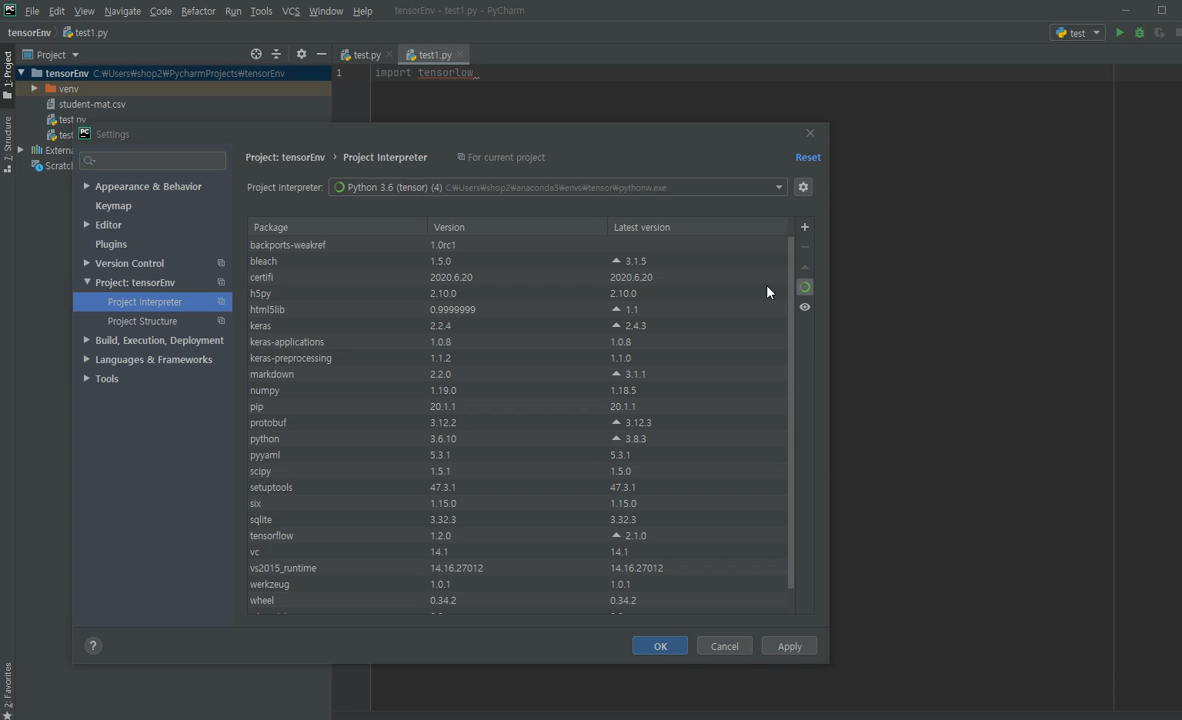 PC File Edit View Navigate Code Refactor Run Tools VCS Window Help tensorEnv - test1.py - PyCharm
tensorEnv test1.py test
Project test.py test1.py
1: Project
tensorEnv C:₩Users₩shop2₩PycharmProjects₩tensorEnv
1 import tensorlow
venv
student-mat.csv
test.py
test
Externa
Scratc
7: Structure
2: Favorites
PC Settings
Project: tensorEnv › Project Interpreter For current project Reset
Project Interpreter: Python 3.6 (tensor) (4) C:₩Users₩shop2₩anaconda3₩envs₩tensor₩pythonw.exe
Appearance & Behavior
Keymap
Editor
Plugins
Version Control
Project: tensorEnv
Project Interpreter
Project Structure
Build, Execution, Deployment
Languages & Frameworks
Tools
Package Version Latest version
backports-weakref 1.0rc1
bleach 1.5.0 3.1.5
certifi 2020.6.20 2020.6.20
h5py 2.10.0 2.10.0
html5lib 0.9999999 1.1
keras 2.2.4 2.4.3
keras-applications 1.0.8 1.0.8
keras-preprocessing 1.1.2 1.1.0
markdown 2.2.0 3.1.1
numpy 1.19.0 1.18.5
pip 20.1.1 20.1.1
protobuf 3.12.2 3.12.3
python 3.6.10 3.8.3
pyyaml 5.3.1 5.3.1
scipy 1.5.1 1.5.0
setuptools 47.3.1 47.3.1
six 1.15.0 1.15.0
sqlite 3.32.3 3.32.3
tensorflow 1.2.0 2.1.0
vc 14.1 14.1
vs2015_runtime 14.16.27012 14.16.27012
werkzeug 1.0.1 1.0.1
wheel 0.34.2 0.34.2
? OK Cancel Apply